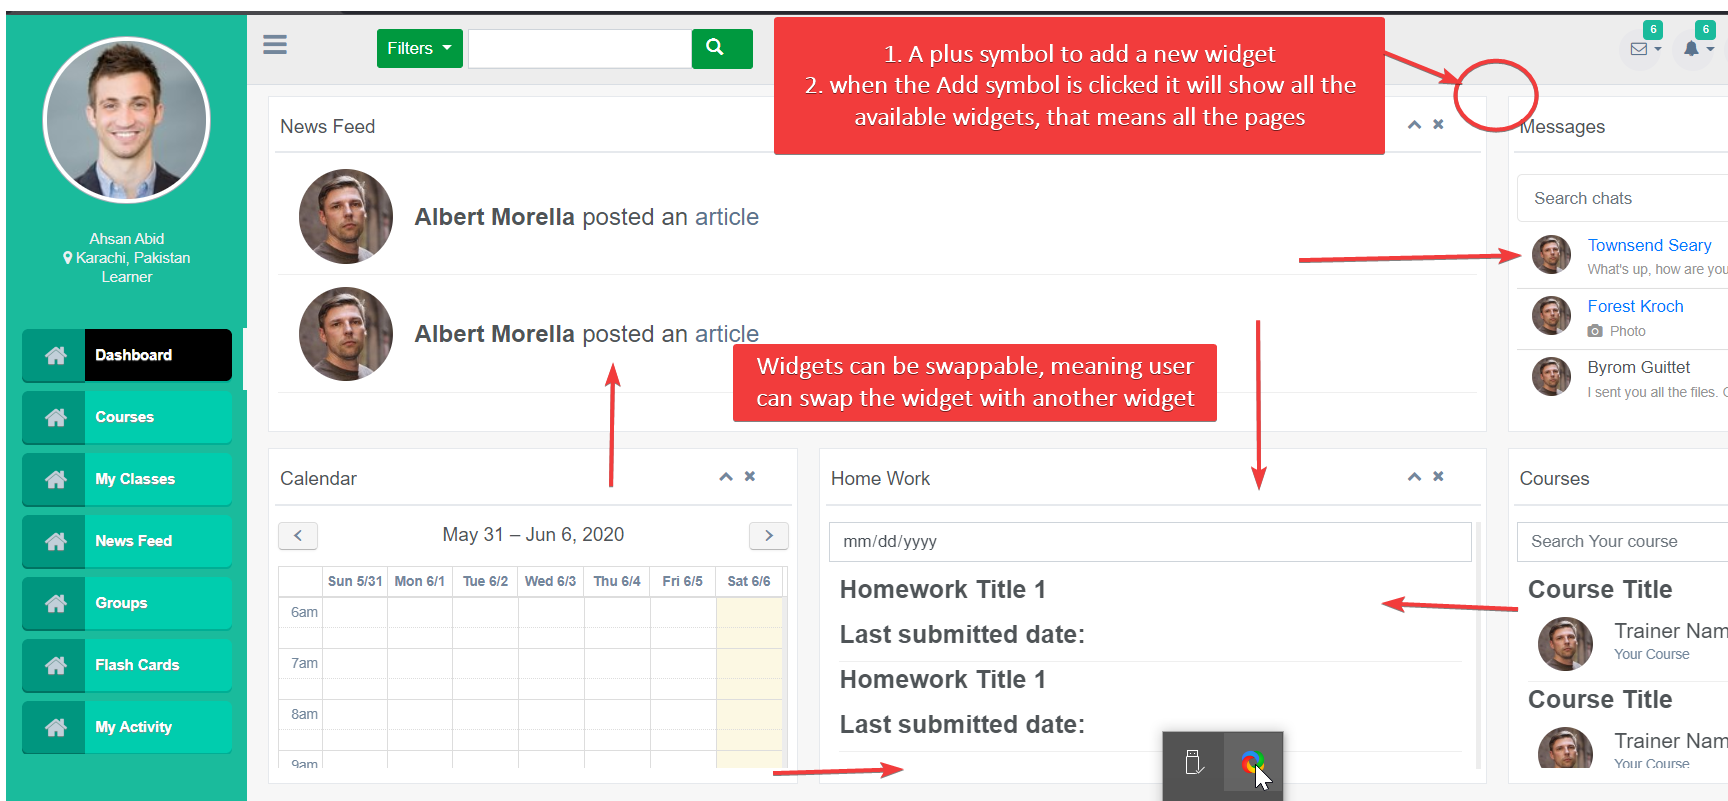 Ahsan Abid
Karachi, Pakistan
Learner
Dashboard
Courses
My Classes
News Feed
Groups
Flash Cards
My Activity
Filters
6
6
1. A plus symbol to add a new widget
2. when the Add symbol is clicked it will show all the
available widgets, that means all the pages
News Feed
Albert Morella posted an article
Albert Morella posted an article
Widgets can be swappable, meaning user
can swap the widget with another widget
Messages
Search chats
Townsend Seary
What's up, how are you
Forest Kroch
Photo
Byrom Guittet
I sent you all the files.
Calendar
May 31 – Jun 6, 2020
Sun 5/31 Mon 6/1 Tue 6/2 Wed 6/3 Thu 6/4 Fri 6/5 Sat 6/6
6am
7am
8am
9am
Home Work
mm/dd/yyyy
Homework Title 1
Last submitted date:
Homework Title 1
Last submitted date:
Courses
Search Your course
Course Title
Trainer Nam
Your Course
Course Title
Trainer Nam
Your Course